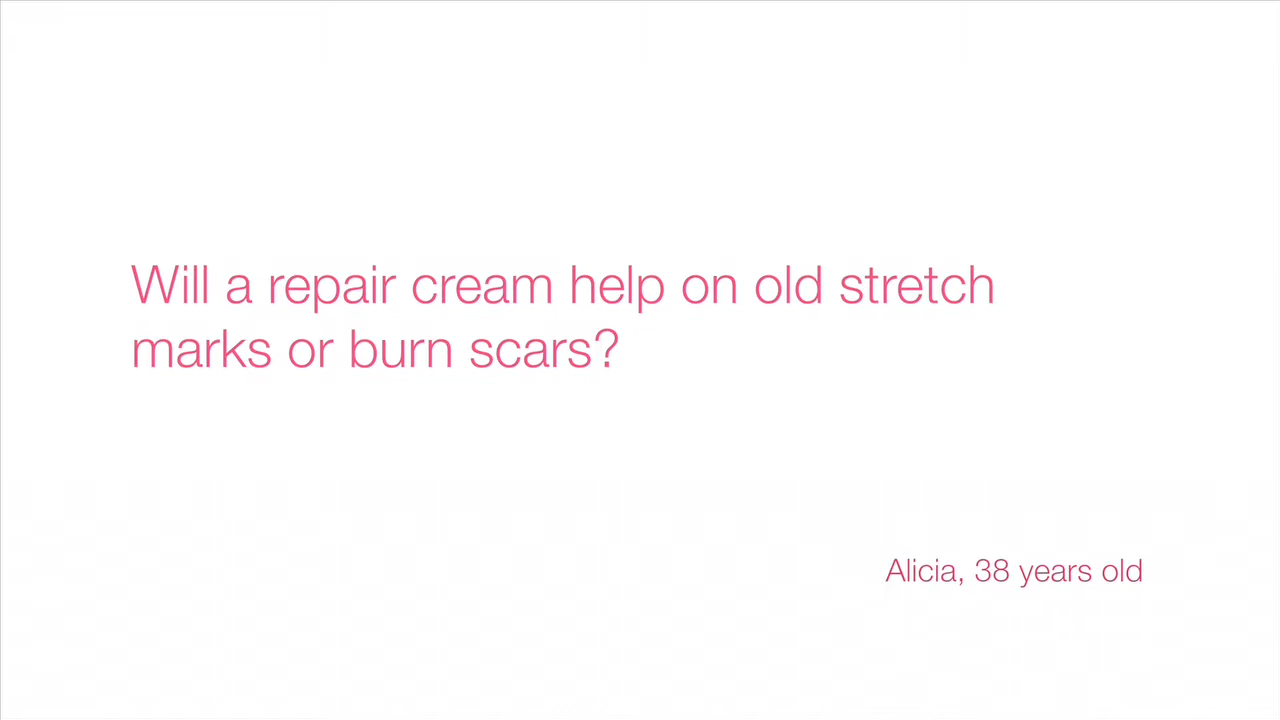 Will a repair cream help on old stretch
marks or burn scars?
Alicia, 38 years old